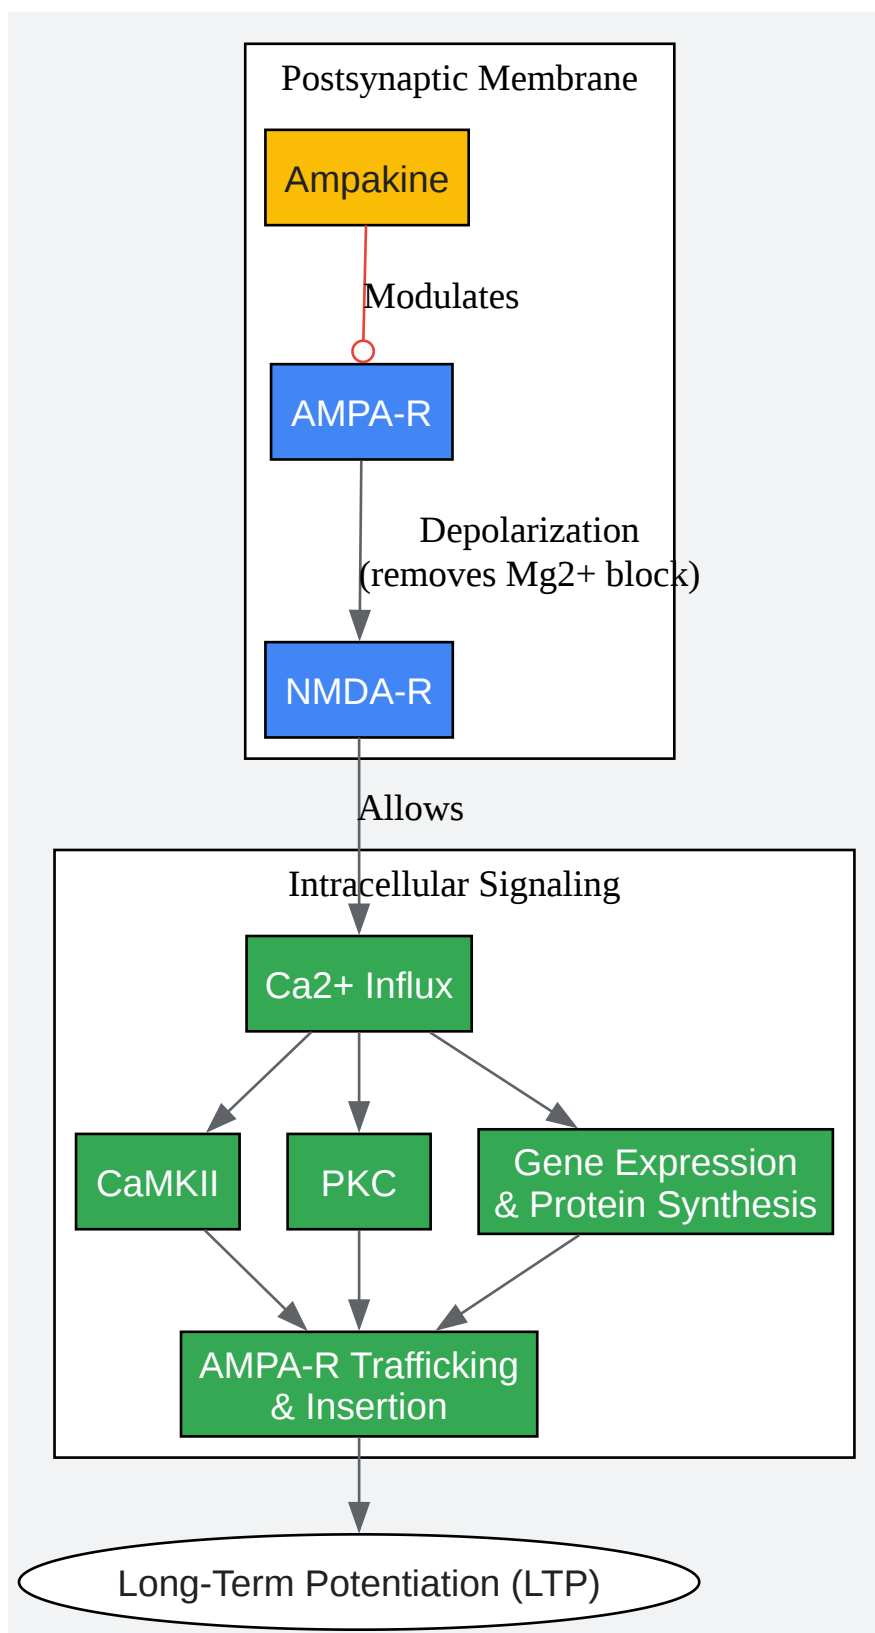 Postsynaptic Membrane
Ampakine
Modulates
AMPA-R
Depolarization
(removes Mg2+ block)
NMDA-R
Allows
Intracellular Signaling
Ca2+ Influx
CaMKII
PKC
Gene Expression
& Protein Synthesis
AMPA-R Trafficking
& Insertion
Long-Term Potentiation (LTP)